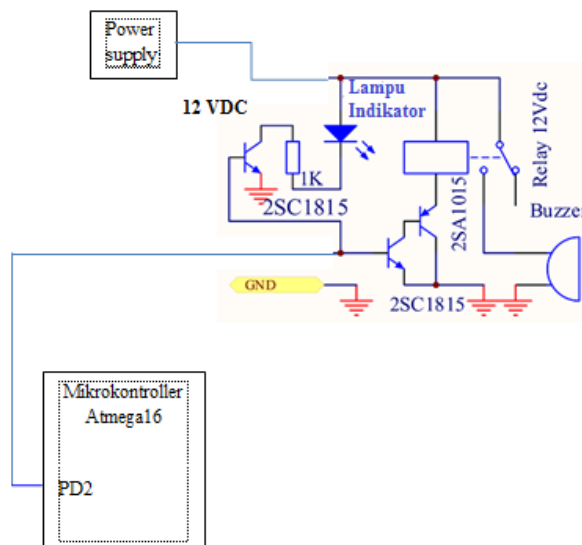 Power
supply
12 VDC
Lampu
Indikator
1K
2SC1815
2SA1015
Relay 12Vdc
Buzzer
GND
2SC1815
Mikrokontroller
Atmega16
PD2